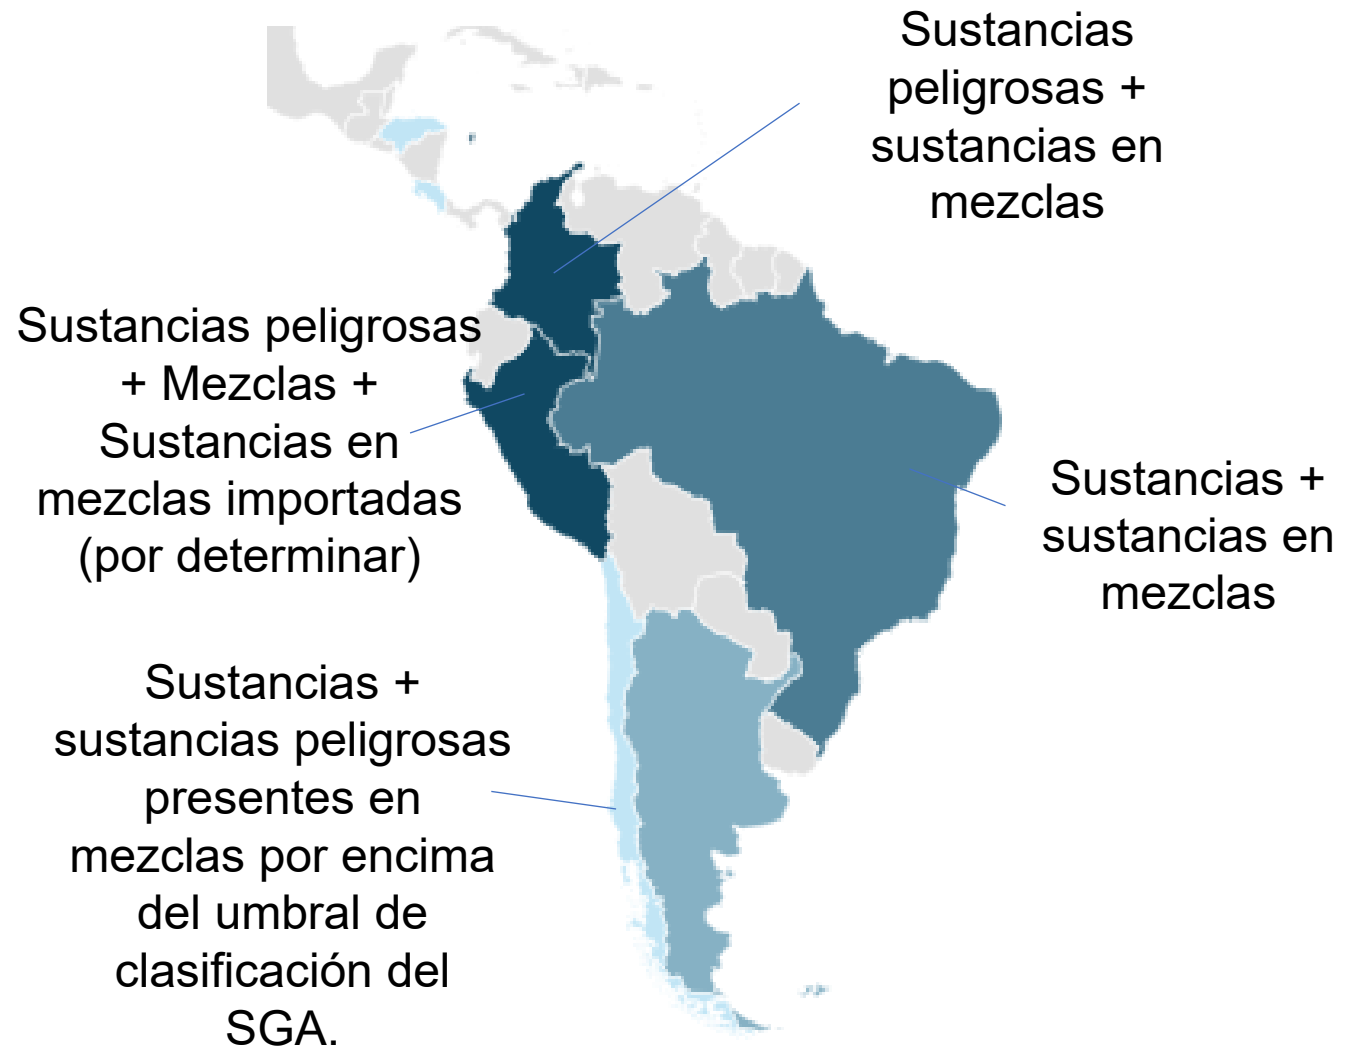 Sustancias
peligrosas +
sustancias en
mezclas
Sustancias peligrosas
+ Mezclas +
Sustancias en
mezclas importadas
(por determinar)
Sustancias +
sustancias en
mezclas
Sustancias +
sustancias peligrosas
presentes en
mezclas por encima
del umbral de
clasificación del
SGA.